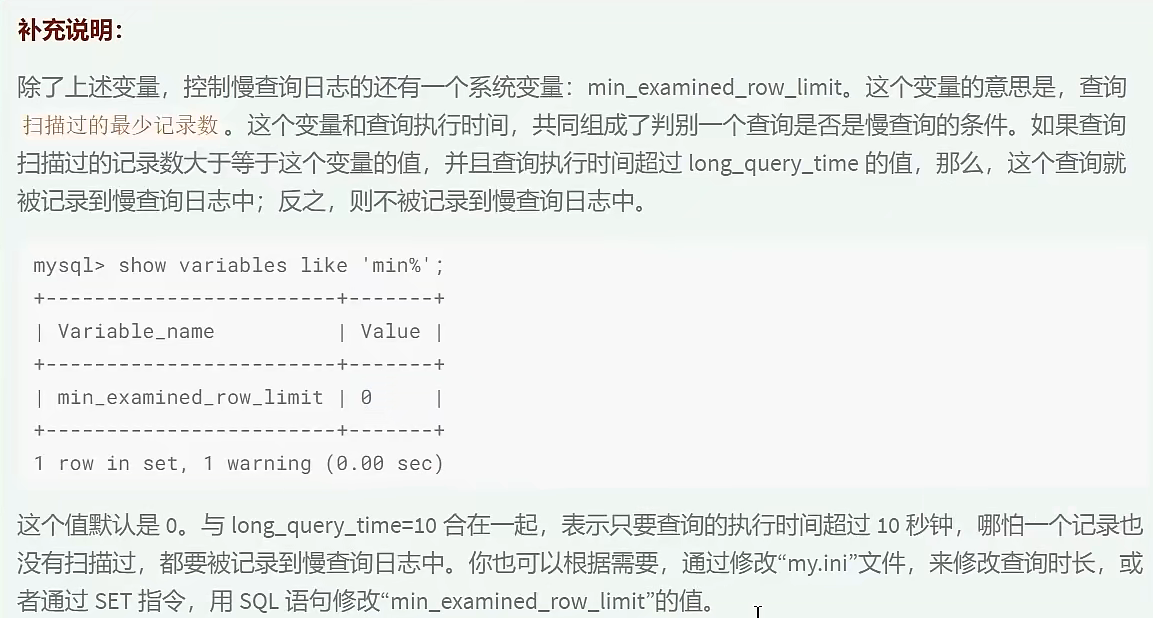 补充说明：
除了上述变量，控制慢查询日志的还有一个系统变量：min_examined_row_limit。这个变量的意思是，查询
扫描过的最少记录数。这个变量和查询执行时间，共同组成了判别一个查询是否是慢查询的条件。如果查询
扫描过的记录数大于等于这个变量的值，并且查询执行时间超过 long_query_time 的值，那么，这个查询就
被记录到慢查询日志中；反之，则不被记录到慢查询日志中。
mysql> show variables like 'min%';
+------------------------+-------+
| Variable_name          | Value |
+------------------------+-------+
| min_examined_row_limit | 0     |
+------------------------+-------+
1 row in set, 1 warning (0.00 sec)
这个值默认是 0。与 long_query_time=10 合在一起，表示只要查询的执行时间超过 10 秒钟，哪怕一个记录也
没有扫描过，都要被记录到慢查询日志中。你也可以根据需要，通过修改“my.ini”文件，来修改查询时长，或
者通过 SET 指令，用 SQL 语句修改“min_examined_row_limit”的值。